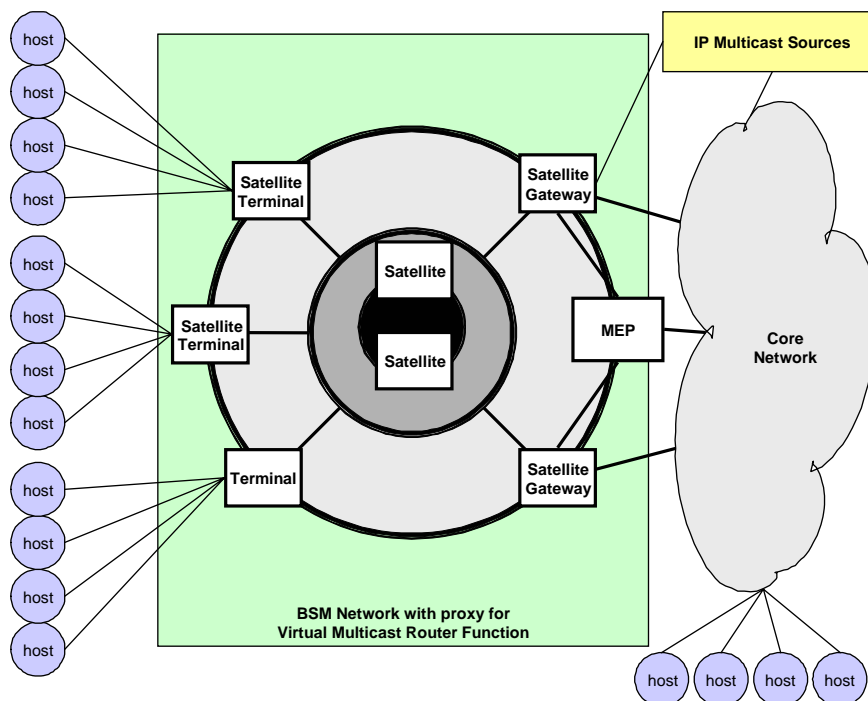 host
host
host
host
host
host
host
host
host
host
host
host
IP Multicast Sources
Satellite
Terminal
Satellite
Gateway
Satellite
Satellite
Terminal
MEP
Satellite
Core
Network
Terminal
Satellite
Gateway
BSM Network with proxy for
Virtual Multicast Router Function
host
host
host
host